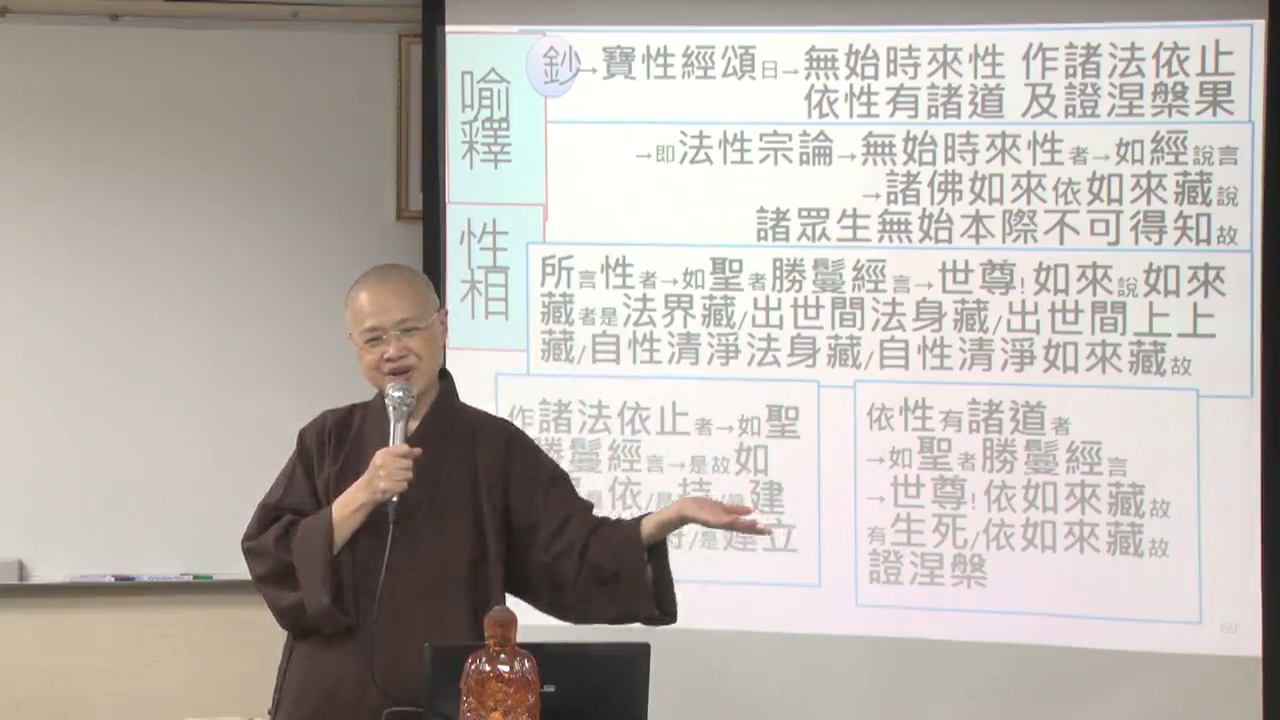 喻釋
性相
鈔→寶性經頌曰→無始時來性 作諸法依止
依性有諸道 及證涅槃果
→即法性宗論→無始時來性者→如經說言
→諸佛如來依如來藏說
諸眾生無始本際不可得知故
所言性者→如聖者勝鬘經言→世尊!如來說如來
藏者是法界藏/出世間法身藏/出世間上上
藏/自性清淨法身藏/自性清淨如來藏故
作諸法依止者→如聖
勝鬘經言→是故如
依/是持/是建
/是建立
依性有諸道者
→如聖者勝鬘經言
→世尊!依如來藏故
有生死/依如來藏故
證涅槃
60